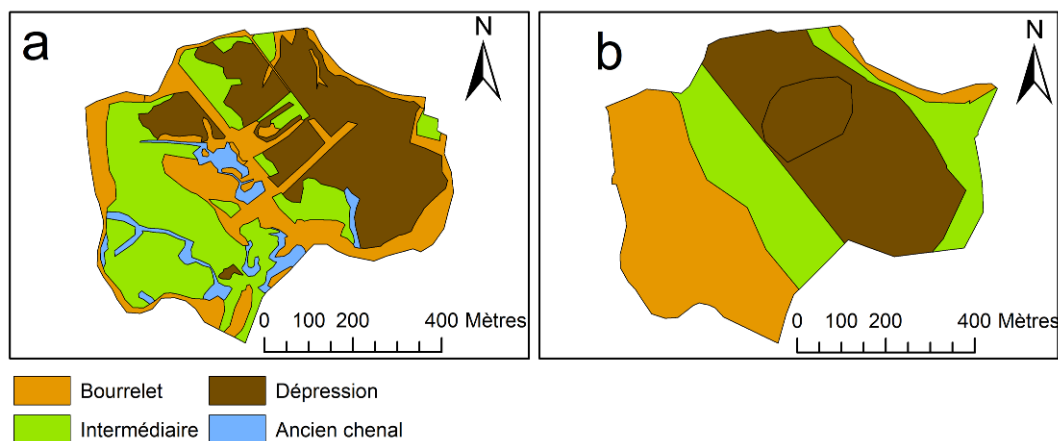 a
N
0 100 200 400 Mètres
b
N
0 100 200 400 Mètres
Bourrelet
Dépression
Intermédiaire
Ancien chenal